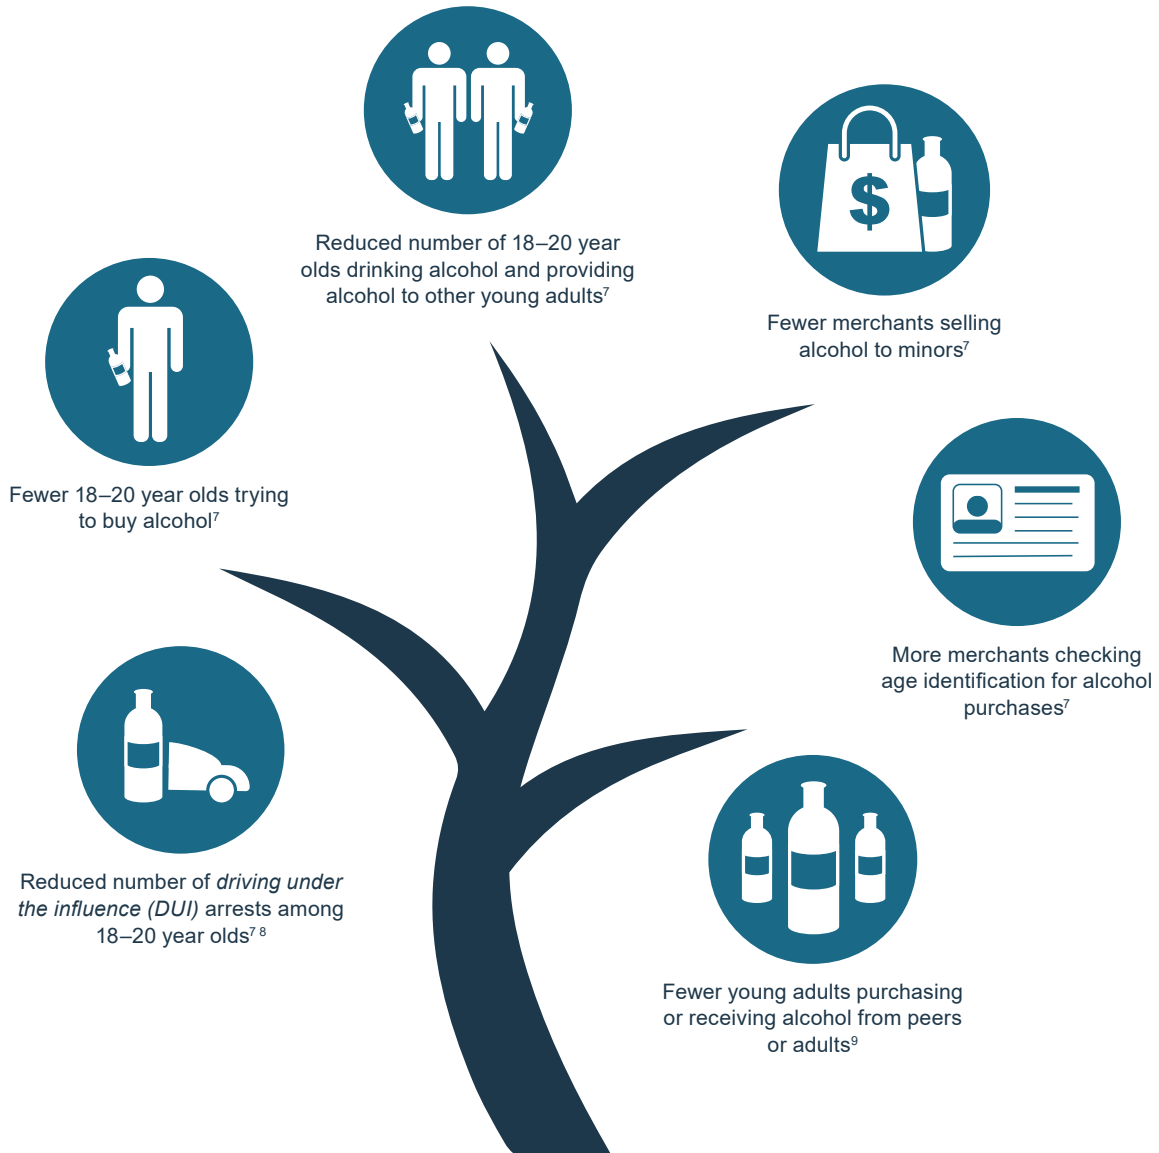 Reduced number of 18–20 year
olds drinking alcohol and providing
alcohol to other young adults⁷
$
Fewer merchants selling
alcohol to minors⁷
Fewer 18–20 year olds trying
to buy alcohol⁷
More merchants checking
age identification for alcohol
purchases⁷
Reduced number of driving under
the influence (DUI) arrests among
18–20 year olds⁷ ⁸
Fewer young adults purchasing
or receiving alcohol from peers
or adults⁹